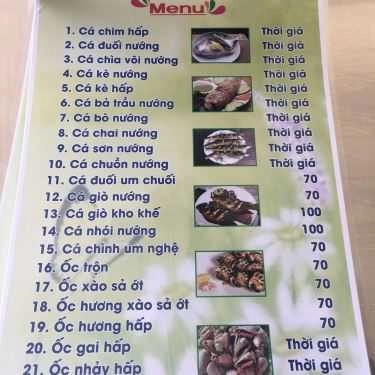 Menu
1. Cá chim hấp Thời giá
2. Cá đuối nướng Thời giá
3. Cá chìa vôi nướng Thời giá
4. Cá kè nướng Thời giá
5. Cá kè hấp Thời giá
6. Cá bả trầu nướng Thời giá
7. Cá bò nướng Thời giá
8. Cá chai nướng Thời giá
9. Cá sơn nướng Thời giá
10. Cá chuồn nướng Thời giá
11. Cá đuối um chuối 70
12. Cá giò nướng 70
13. Cá giò kho khế 100
14. Cá nhói nướng 100
15. Cá chình um nghệ 70
16. Ốc trộn 70
17. Ốc xào sả ớt 70
18. Ốc hương xào sả ớt 70
19. Ốc hương hấp 70
20. Ốc gai hấp Thời giá
21. Ốc nhảy hấp Thời giá